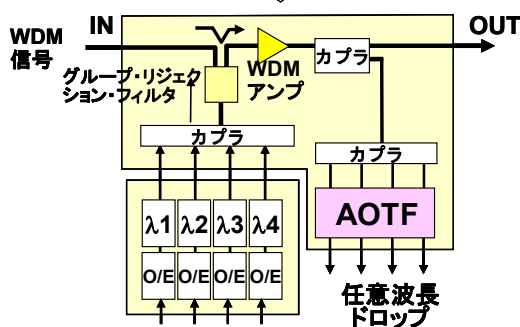 IN
OUT
WDM
信号
グループ・リジェク
ション・フィルタ
WDM
アンプ
カプラ
カプラ
カプラ
λ1 λ2 λ3 λ4
AOTF
O/E O/E O/E O/E
任意波長
ドロップ